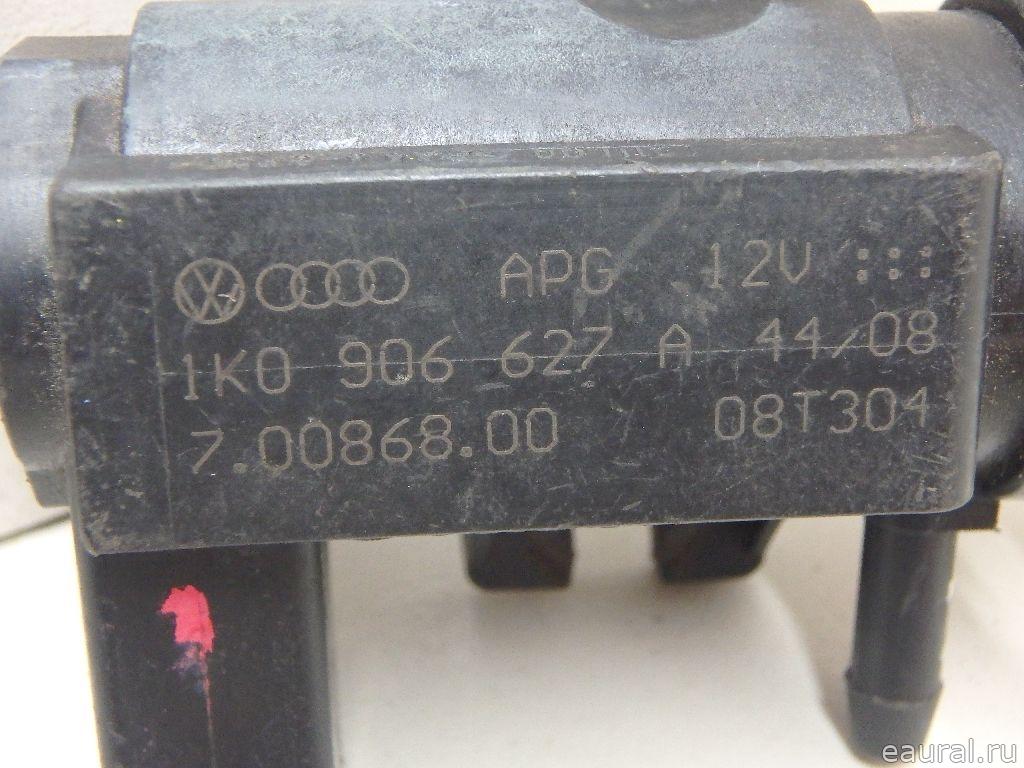 APG 12V
1K0 906 627 A 44/08
7.00868.00 08T304
eaural.ru